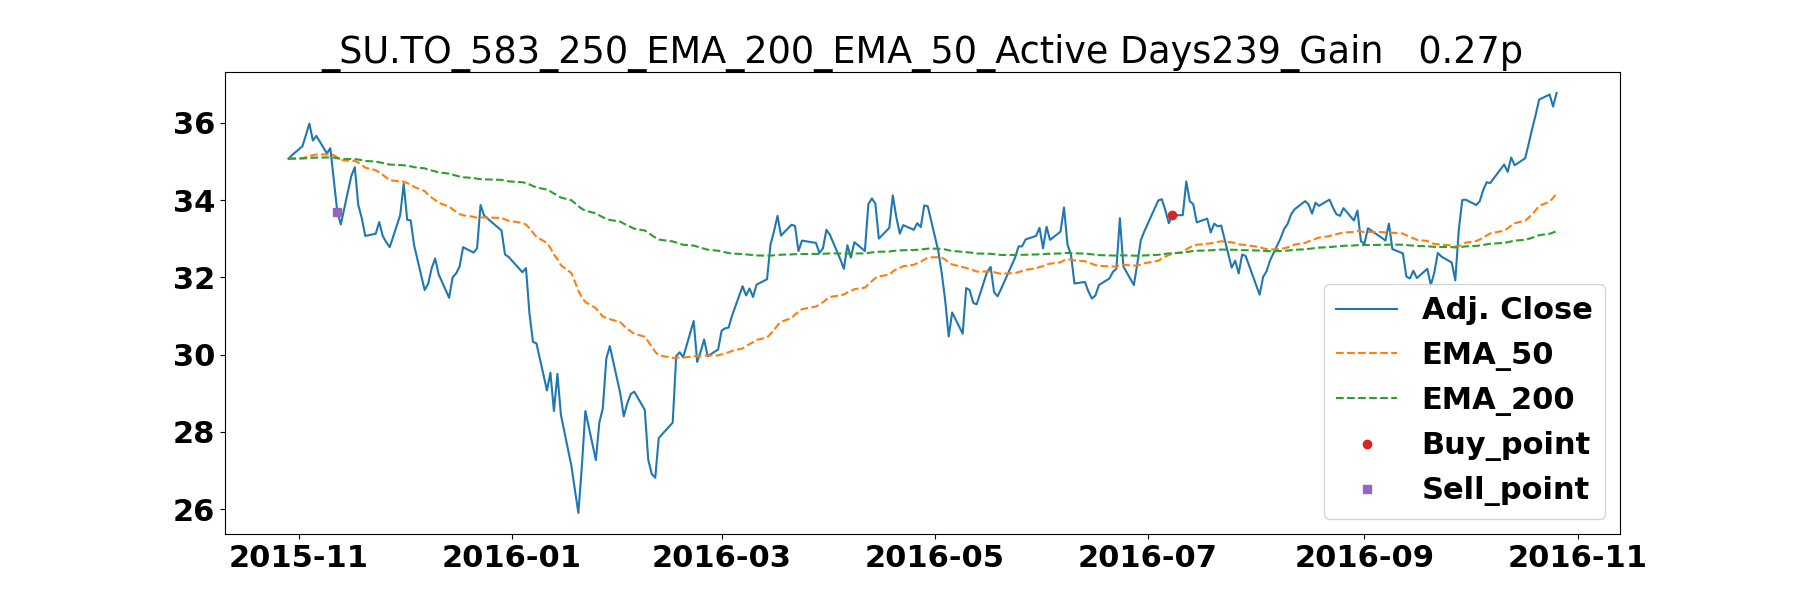 _SU.TO_583_250_EMA_200_EMA_50_Active Days239_Gain   0.27p
36
34
32
30
28
26
Adj. Close
EMA_50
EMA_200
Buy_point
Sell_point
2015-11 2016-01 2016-03 2016-05 2016-07 2016-09 2016-11